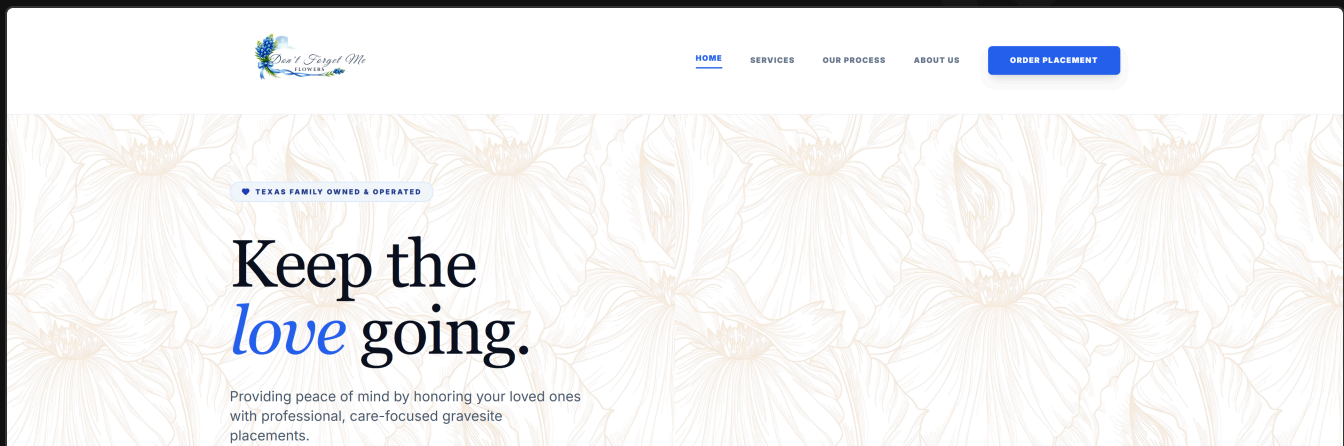 Don't Forget Me
FLOWERS
HOME
SERVICES
OUR PROCESS
ABOUT US
ORDER PLACEMENT
TEXAS FAMILY OWNED & OPERATED
Keep the
love going.
Providing peace of mind by honoring your loved ones
with professional, care-focused gravesite
placements.